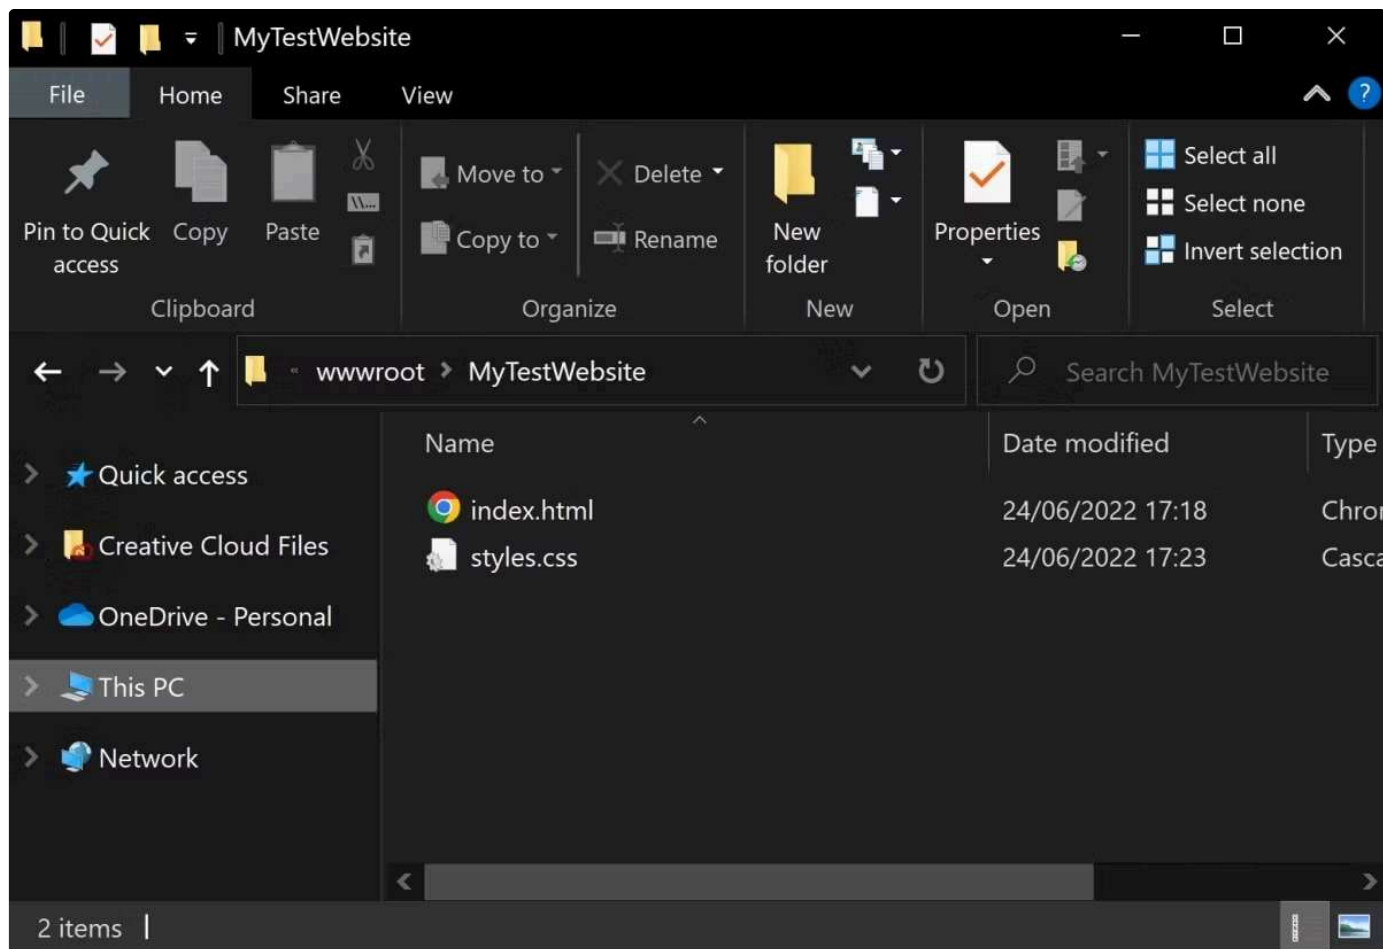 MyTestWebsite
File Home Share View
?
Pin to Quick access
Copy
Paste
\\...
Clipboard
Move to
Copy to
Delete
Rename
Organize
New folder
New
Properties
Open
Select all
Select none
Invert selection
Select
« wwwroot > MyTestWebsite
Search MyTestWebsite
Quick access
Creative Cloud Files
OneDrive - Personal
This PC
Network
Name Date modified Type
index.html 24/06/2022 17:18 Chror
styles.css 24/06/2022 17:23 Casca
2 items